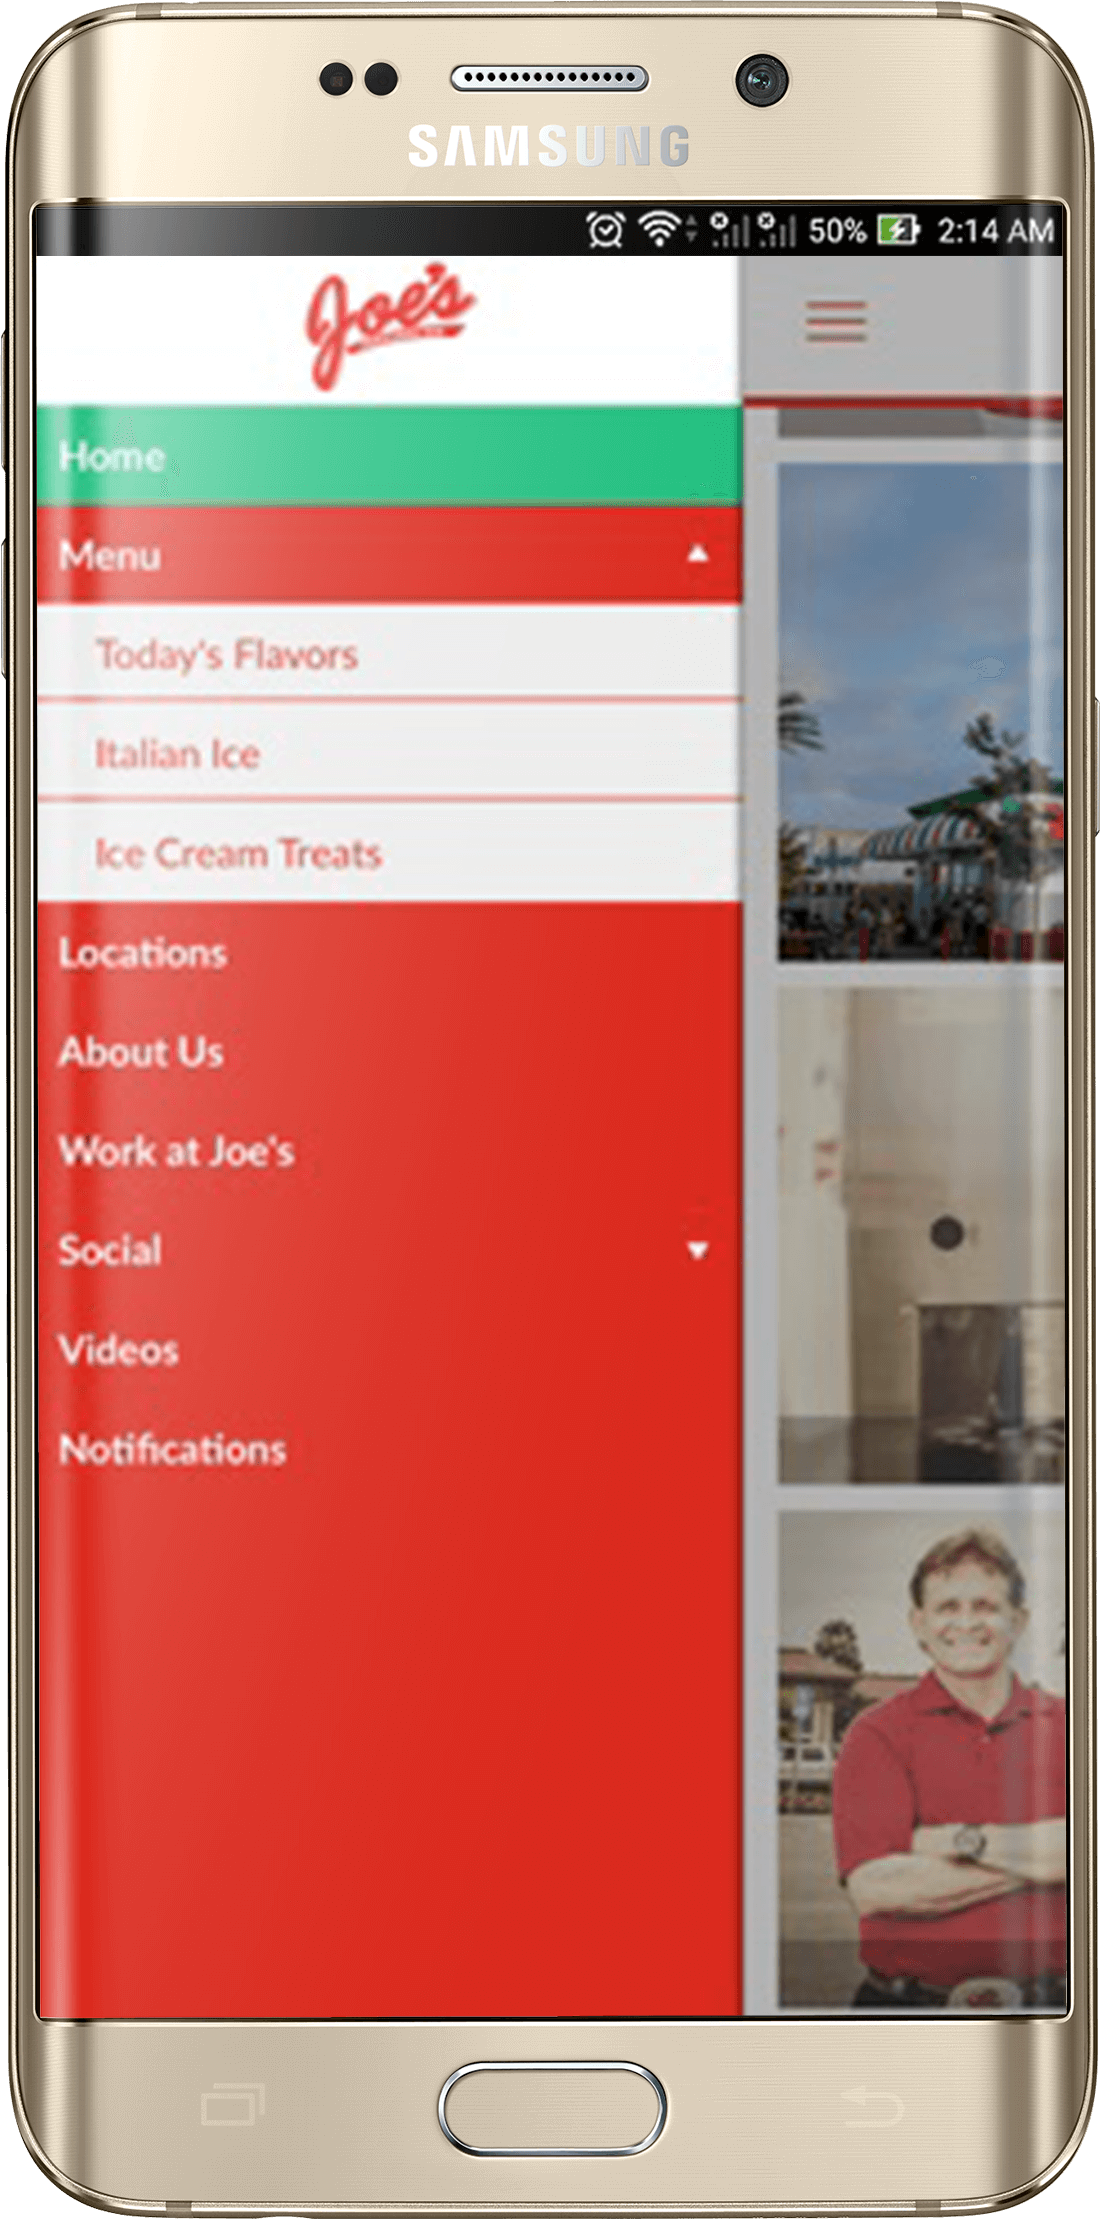 SAMSUNG
50% 2:14 AM
Joe's
Home
Menu
Today's Flavors
Italian Ice
Ice Cream Treats
Locations
About Us
Work at Joe's
Social
Videos
Notifications